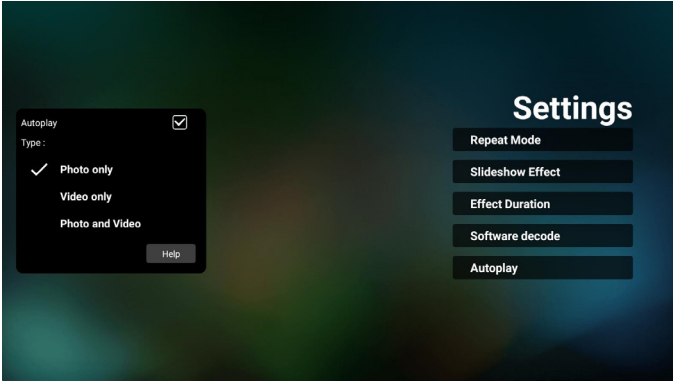 Autoplay
Type :
Photo only
Video only
Photo and Video
Help
Settings
Repeat Mode
Slideshow Effect
Effect Duration
Software decode
Autoplay